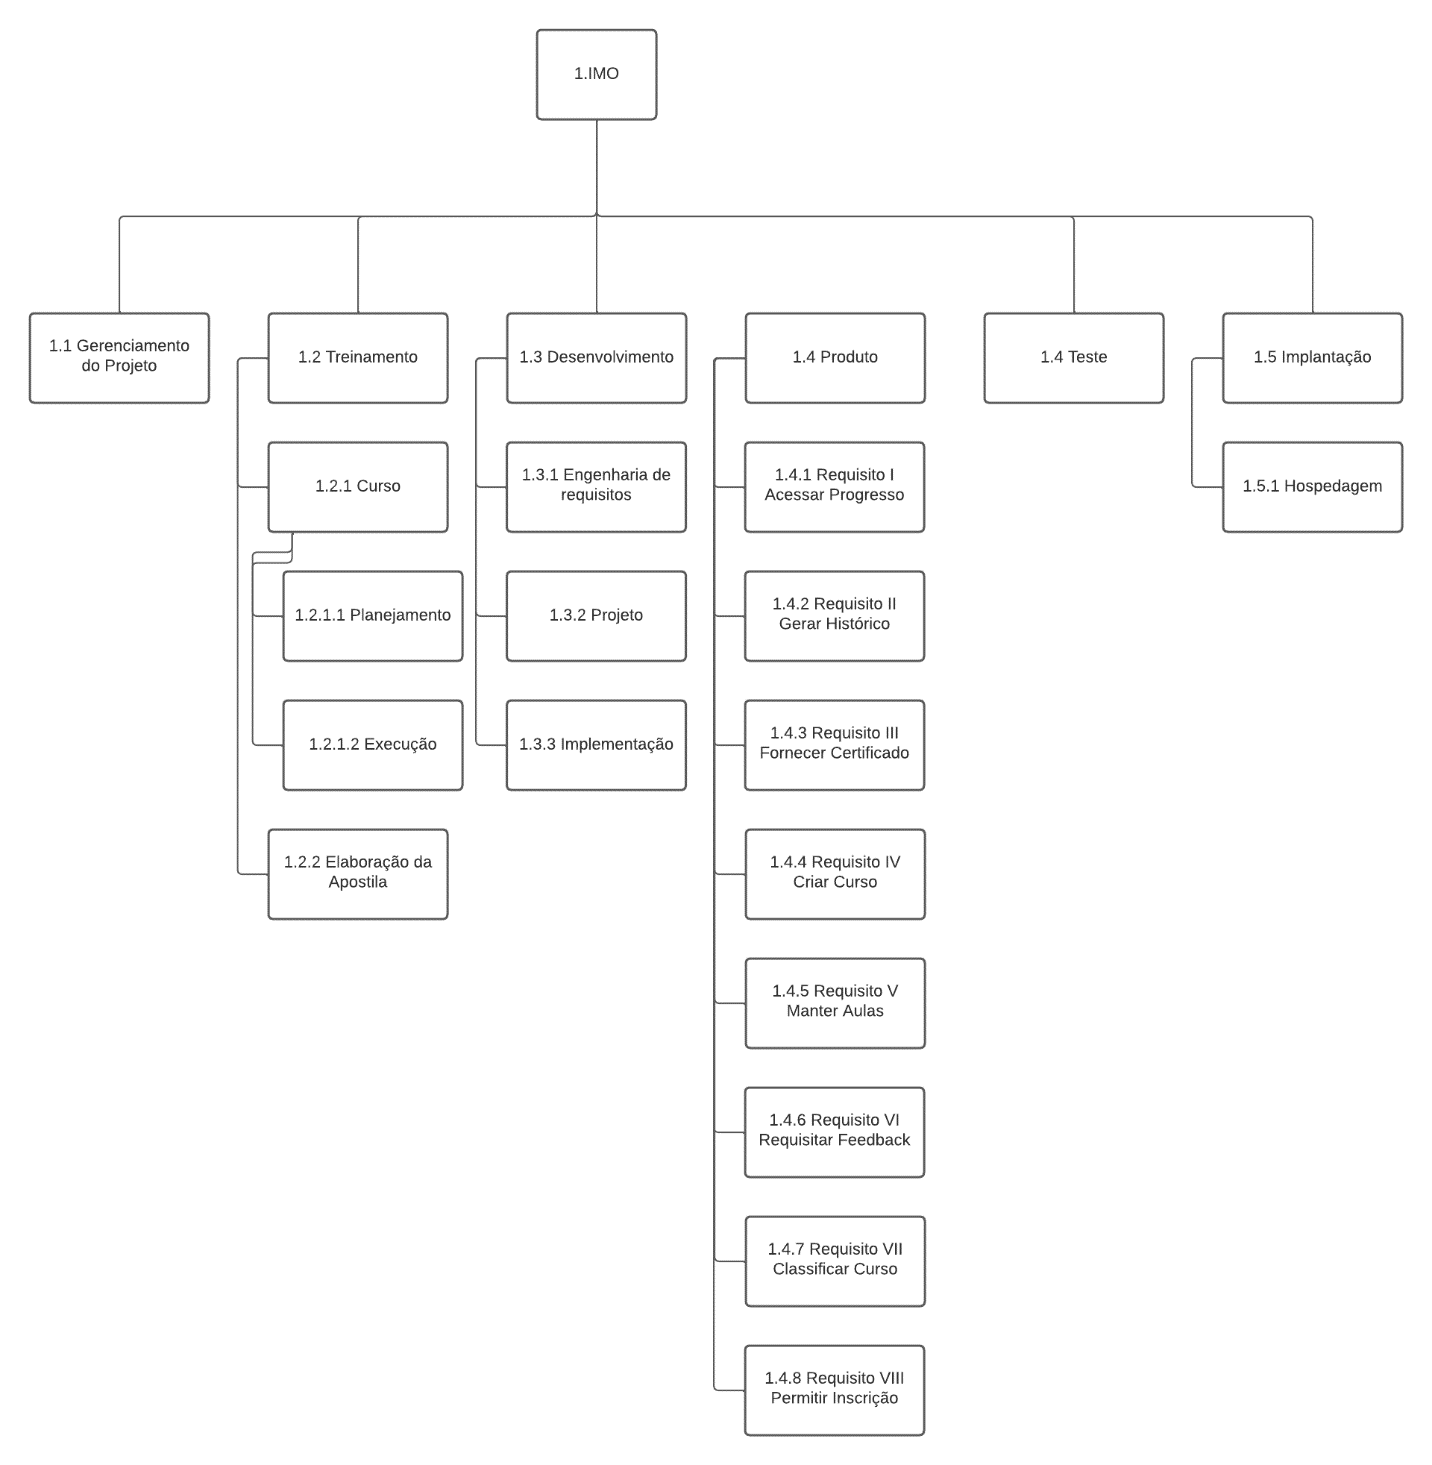 1.IMO
1.1 Gerenciamento
do Projeto
1.2 Treinamento
1.2.1 Curso
1.2.1.1 Planejamento
1.2.1.2 Execução
1.2.2 Elaboração da
Apostila
1.3 Desenvolvimento
1.3.1 Engenharia de
requisitos
1.3.2 Projeto
1.3.3 Implementação
1.4 Produto
1.4.1 Requisito I
Acessar Progresso
1.4.2 Requisito II
Gerar Histórico
1.4.3 Requisito III
Fornecer Certificado
1.4.4 Requisito IV
Criar Curso
1.4.5 Requisito V
Manter Aulas
1.4.6 Requisito VI
Requisitar Feedback
1.4.7 Requisito VII
Classificar Curso
1.4.8 Requisito VIII
Permitir Inscrição
1.4 Teste
1.5 Implantação
1.5.1 Hospedagem